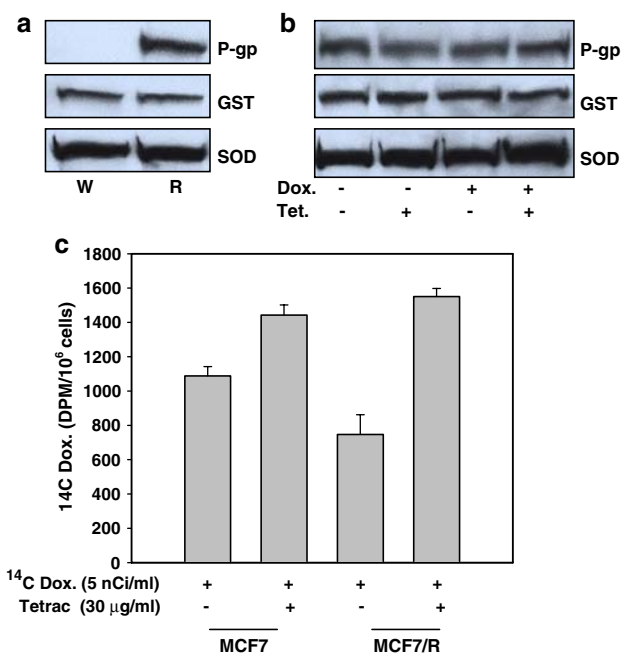 a
P-gp
GST
SOD
W R
b
P-gp
GST
SOD
Dox. - - + +
Tet. - + - +
c
1800
1600
1400
1200
1000
800
600
400
200
0
14C Dox. (DPM/10⁶ cells)
¹⁴C Dox. (5 nCi/ml) + + + +
Tetrac (30 μg/ml) - + - +
MCF7 MCF7/R